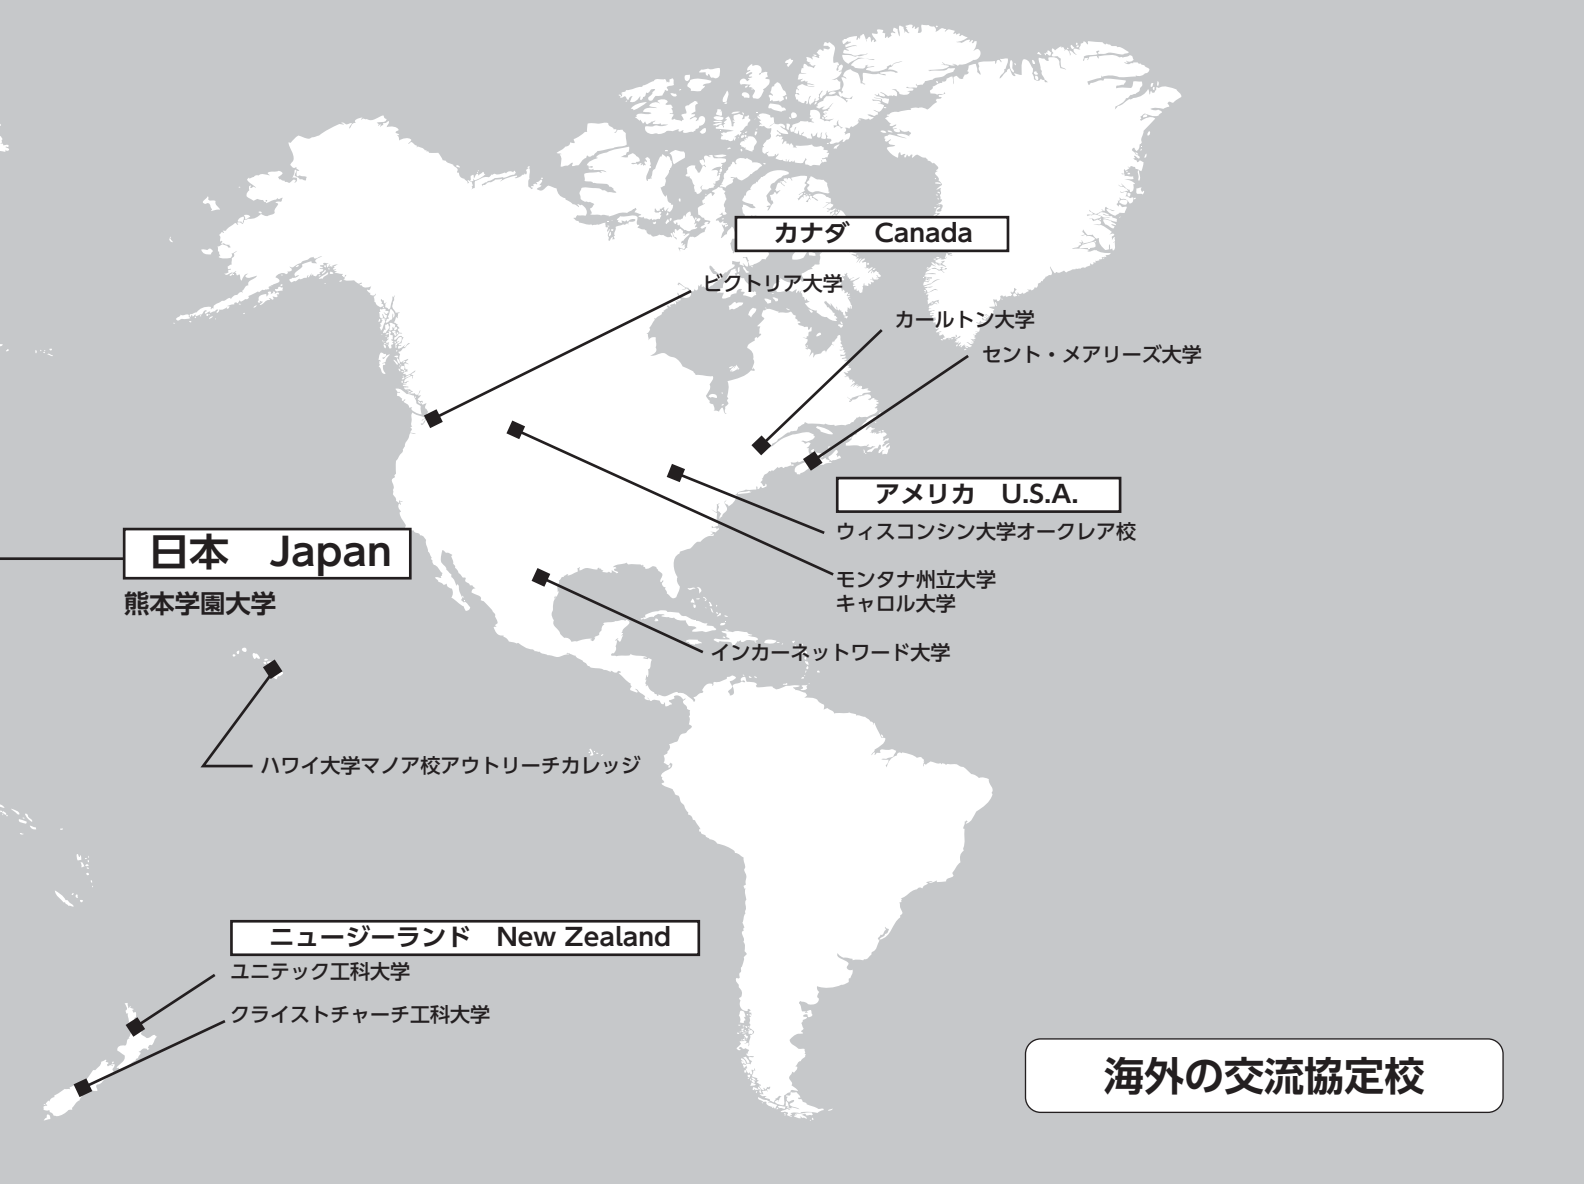 カナダ　Canada
ビクトリア大学
カールトン大学
セント・メアリーズ大学
アメリカ　U.S.A.
ウィスコンシン大学オークレア校
モンタナ州立大学
キャロル大学
インカーネットワード大学
日本　Japan
熊本学園大学
ハワイ大学マノア校アウトリーチカレッジ
ニュージーランド　New Zealand
ユニテック工科大学
クライストチャーチ工科大学
海外の交流協定校